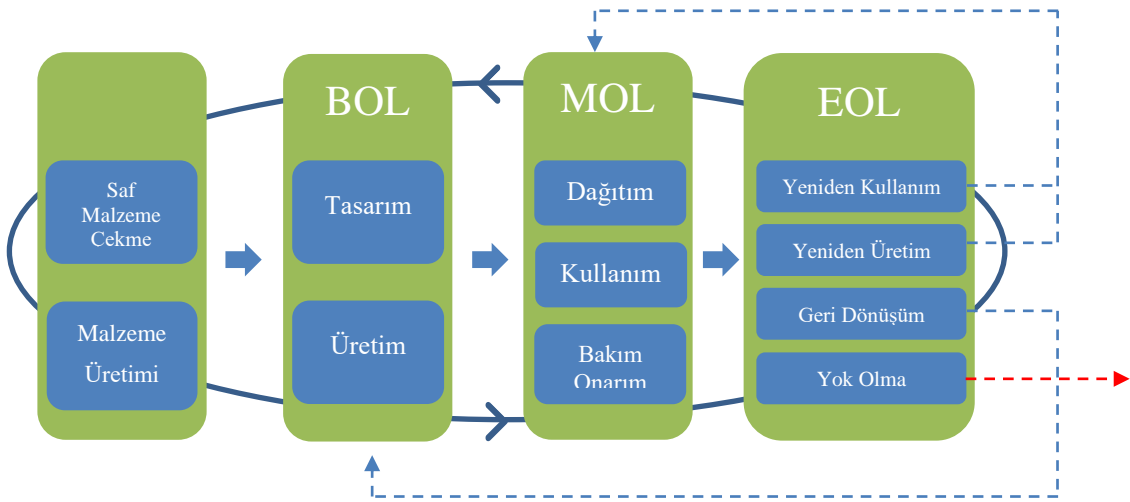 Saf
Malzeme
Cekme
Malzeme
Üretimi
BOL
Tasarım
Üretim
MOL
Dağıtım
Kullanım
Bakım
Onarım
EOL
Yeniden Kullanım
Yeniden Üretim
Geri Dönüşüm
Yok Olma